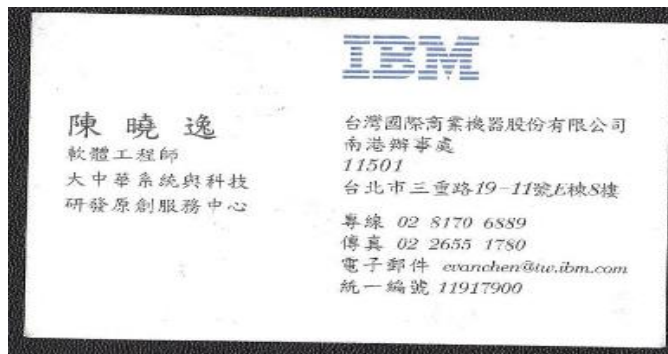 IBM
陳曉逸
軟體工程師
大中華系統與科技
研發原創服務中心
台灣國際商業機器股份有限公司
南港辦事處
11501
台北市三重路19-11號E棟8樓
專線 02 8170 6889
傳真 02 2655 1780
電子郵件 evanchen@tw.ibm.com
統一編號 11917900